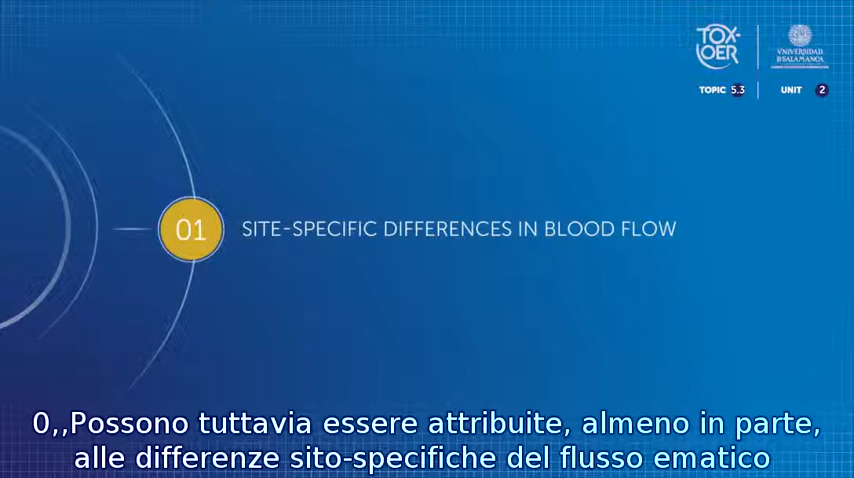 TOX-
OER
VNIVERSIDAD
D SALAMANCA
TOPIC 5.3
UNIT 2
01
SITE-SPECIFIC DIFFERENCES IN BLOOD FLOW
0,,Possono tuttavia essere attribuite, almeno in parte,
alle differenze sito-specifiche del flusso ematico